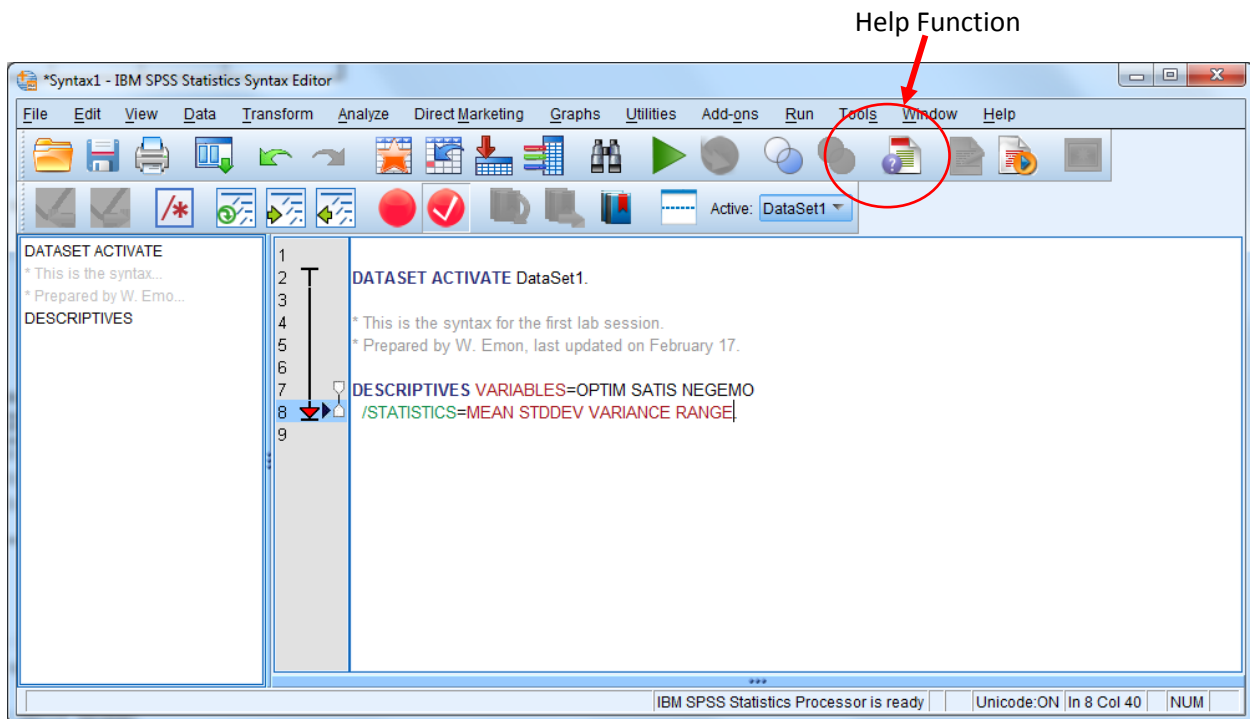 Help Function
*Syntax1 - IBM SPSS Statistics Syntax Editor
File Edit View Data Transform Analyze Direct Marketing Graphs Utilities Add-ons Run Tools Window Help
Active: DataSet1
DATASET ACTIVATE
* This is the syntax...
* Prepared by W. Emo...
DESCRIPTIVES
1
2 DATASET ACTIVATE DataSet1.
3
4 * This is the syntax for the first lab session.
5 * Prepared by W. Emon, last updated on February 17.
6
7 DESCRIPTIVES VARIABLES=OPTIM SATIS NEGEMO
8 /STATISTICS=MEAN STDDEV VARIANCE RANGE.
9
IBM SPSS Statistics Processor is ready Unicode:ON In 8 Col 40 NUM